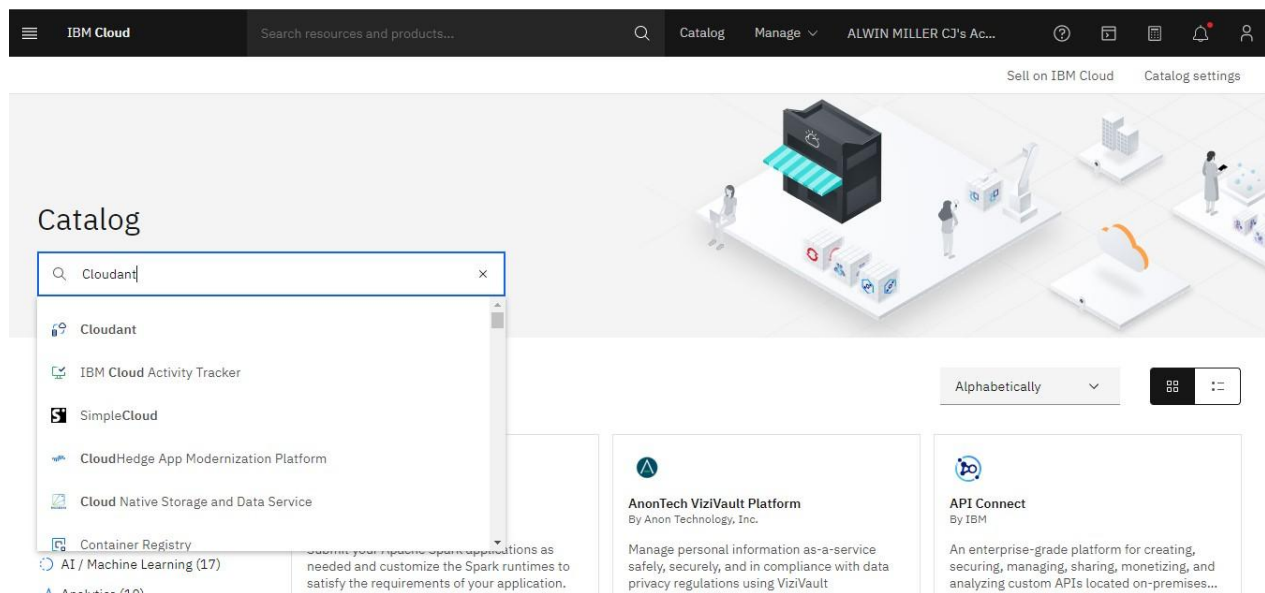 IBM Cloud
Search resources and products...
Catalog
Manage
ALWIN MILLER CJ's Ac...
Sell on IBM Cloud
Catalog settings
Catalog
Cloudant
Cloudant
IBM Cloud Activity Tracker
SimpleCloud
CloudHedge App Modernization Platform
Cloud Native Storage and Data Service
Container Registry
AI / Machine Learning (17)
Alphabetically
Submit your Apache Spark applications as
needed and customize the Spark runtimes to
satisfy the requirements of your application.
AnonTech ViziVault Platform
By Anon Technology, Inc.
Manage personal information as-a-service
safely, securely, and in compliance with data
privacy regulations using ViziVault
API Connect
By IBM
An enterprise-grade platform for creating,
securing, managing, sharing, monetizing, and
analyzing custom APIs located on-premises...